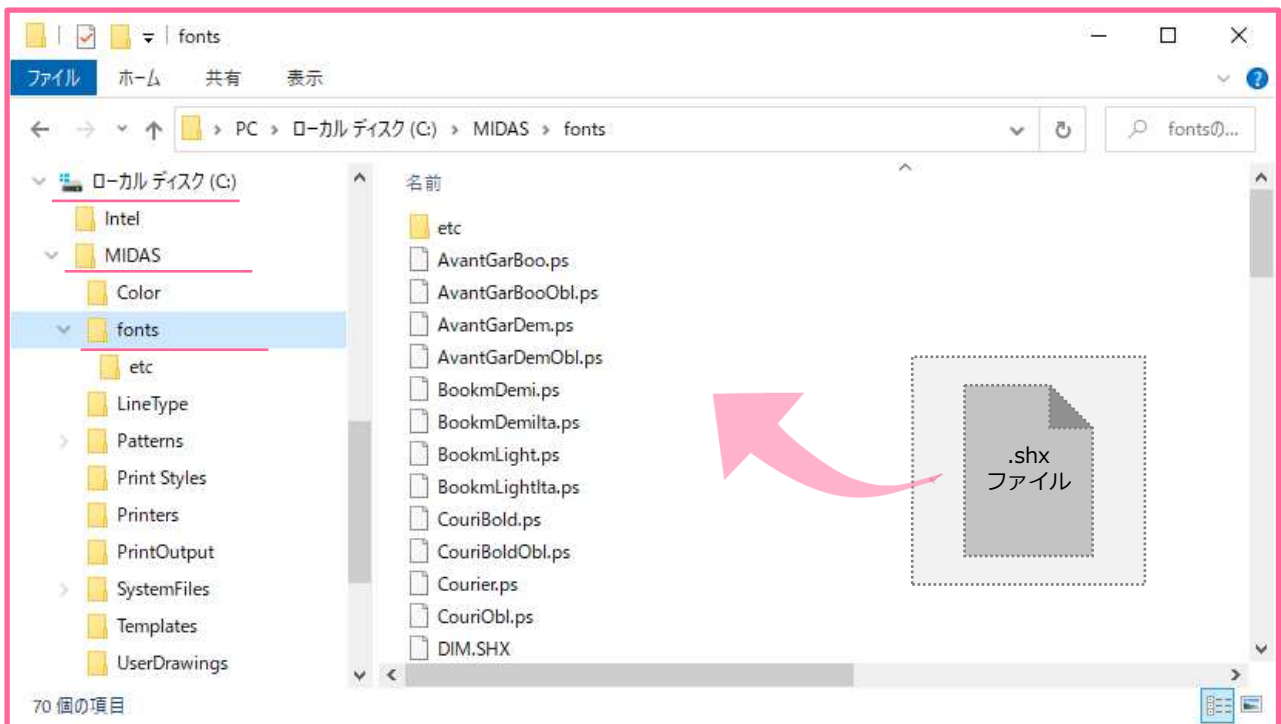 fonts
ファイル ホーム 共有 表示
PC > ローカル ディスク (C:) > MIDAS > fonts
fontsの...
ローカル ディスク (C:)
Intel
MIDAS
Color
fonts
etc
LineType
Patterns
Print Styles
Printers
PrintOutput
SystemFiles
Templates
UserDrawings
名前
etc
AvantGarBoo.ps
AvantGarBooObl.ps
AvantGarDem.ps
AvantGarDemObl.ps
BookmDemi.ps
BookmDemiIta.ps
BookmLight.ps
BookmLightIta.ps
CouriBold.ps
CouriBoldObl.ps
Courier.ps
CouriObl.ps
DIM.SHX
.shx
ファイル
70 個の項目